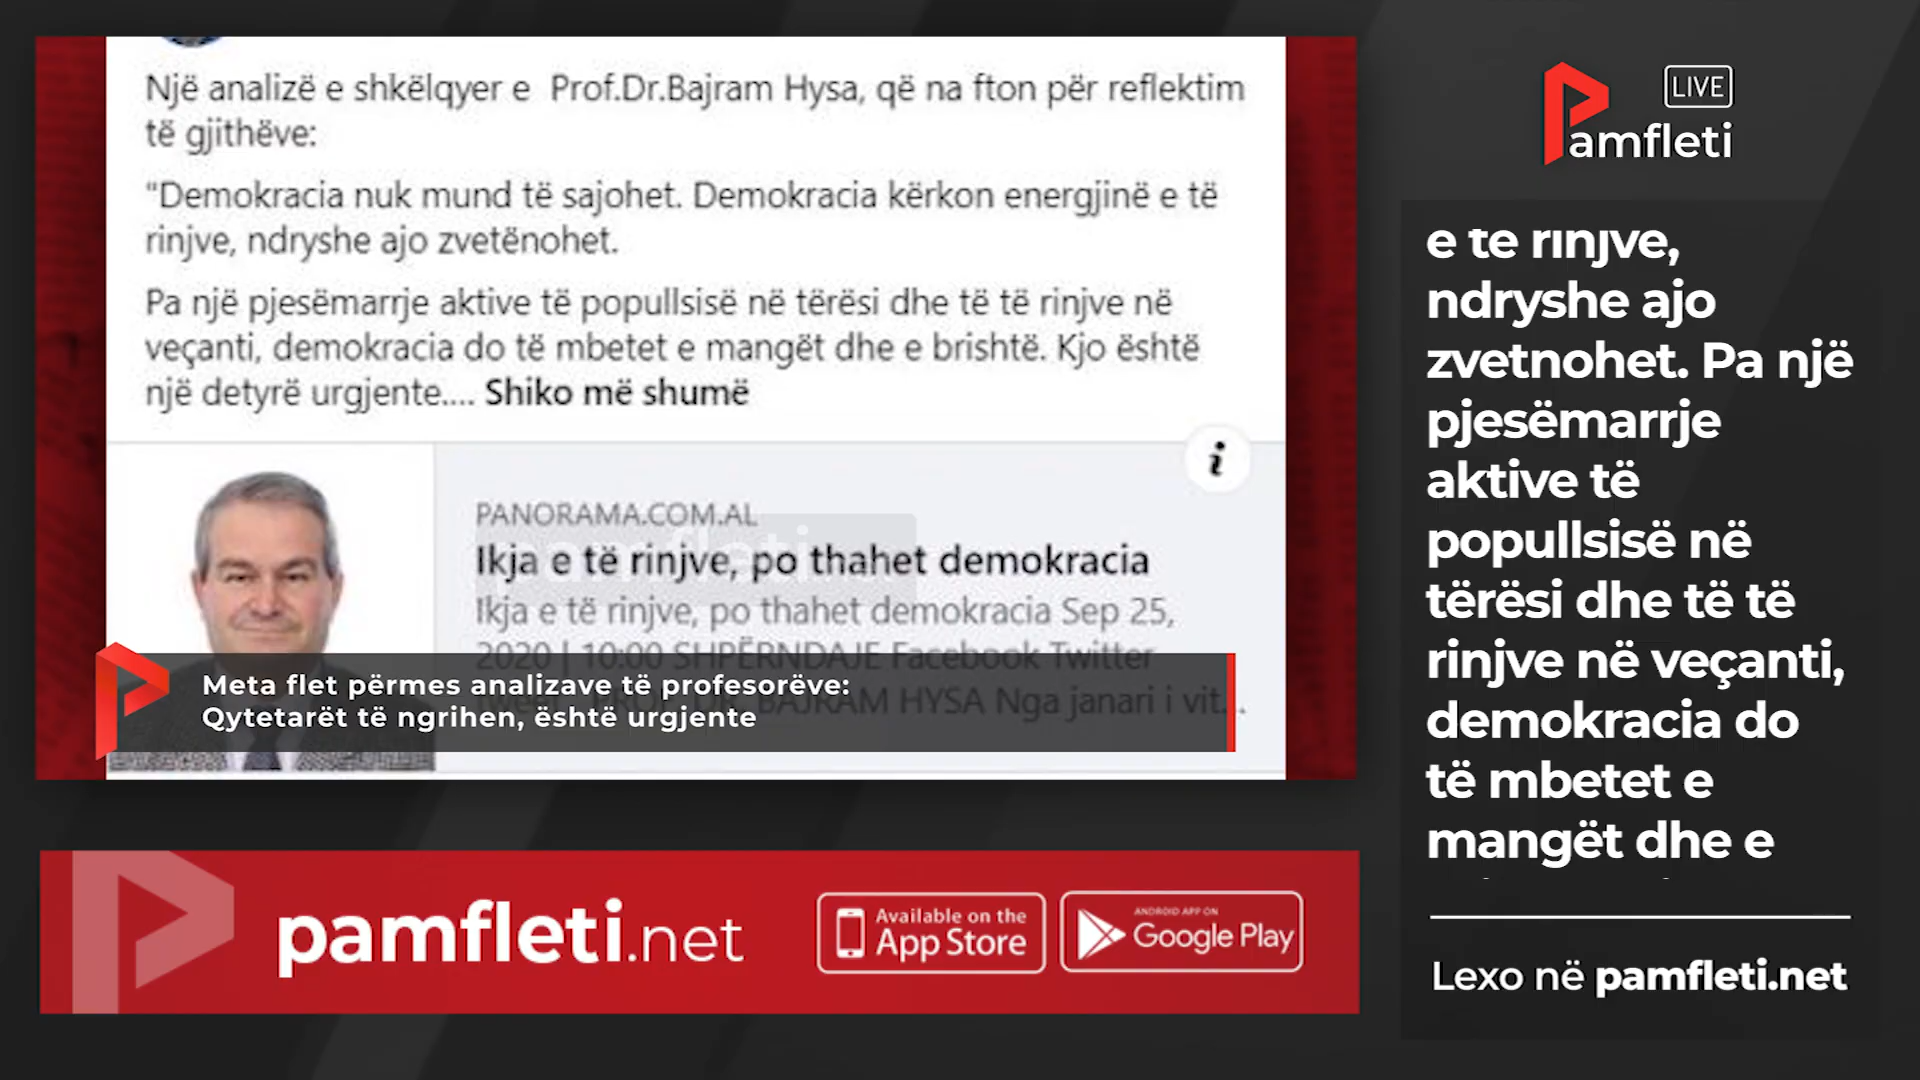 Një analizë e shkëlqyer e Prof.Dr.Bajram Hysa, që na fton për reflektim
të gjithëve:
"Demokracia nuk mund të sajohet. Demokracia kërkon energjinë e të
rinjve, ndryshe ajo zvetënohet.
Pa një pjesëmarrje aktive të popullsisë në tërësi dhe të të rinjve në
veçanti, demokracia do të mbetet e mangët dhe e brishtë. Kjo është
një detyrë urgjente.... Shiko më shumë
i
PANORAMA.COM.AL
pamfleti
Ikja e të rinjve, po thahet demokracia
Ikja e të rinjve, po thahet demokracia Sep 25,
2020 | 10:00 SHPËRNDAJE Facebook Twitter
BAJRAM HYSA Nga janari i vit...
Meta flet përmes analizave të profesorëve:
Qytetarët të ngrihen, është urgjente
pamfleti.net
Available on the
App Store
ANDROID APP ON
Google Play
LIVE
Pamfleti
e të rinjve,
ndryshe ajo
zvetnohet. Pa një
pjesëmarrje
aktive të
popullsisë në
tërësi dhe të të
rinjve në veçanti,
demokracia do
të mbetet e
mangët dhe e
Lexo në pamfleti.net